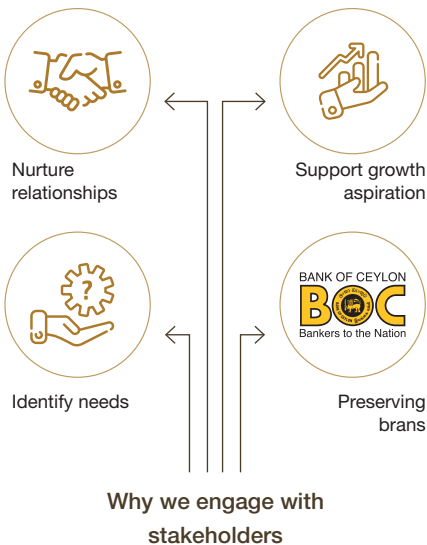 Nurture
relationships
Support growth
aspiration
?
Identify needs
BANK OF CEYLON
BOC
Bankers to the Nation
Preserving
brans
Why we engage with
stakeholders